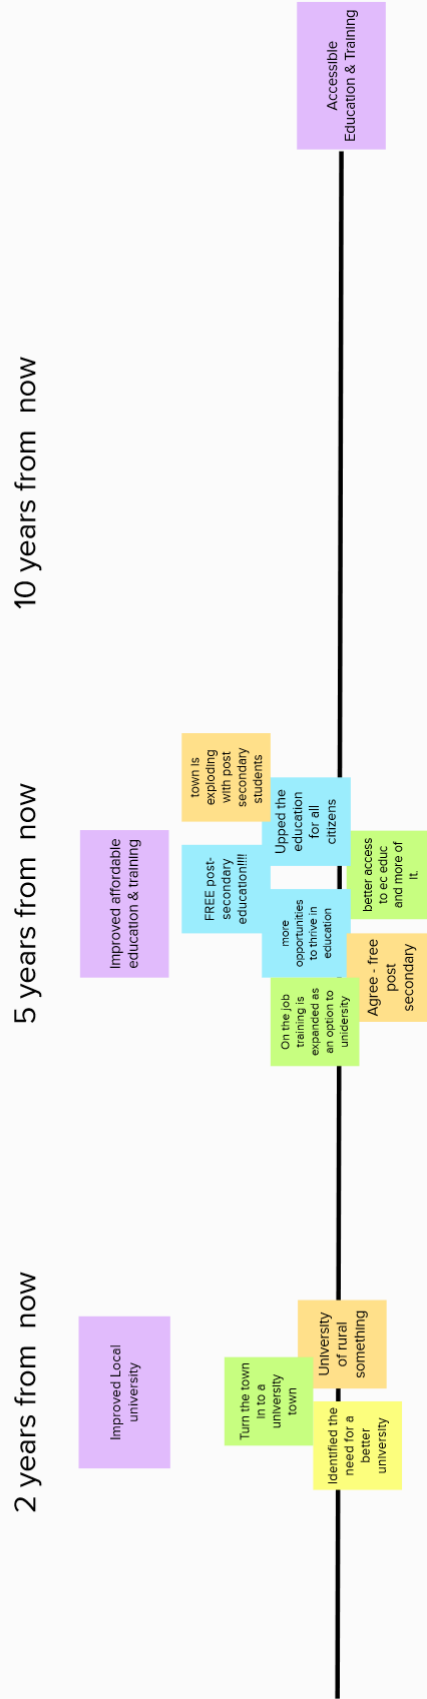 2 years from now
Improved Local
university
Turn the town
in to a
university
town
University
of rural
something
Identified the
need for a
better
university
5 years from now
Improved affordable
education & training
town is
exploding
with post
secondary
students
FREE post-
secondary
education!!!!
Upped the
education
for all
citizens
more
opportunities
to thrive in
education
On the job
training is
expanded as
an option to
unidersity
better access
to ec educ
and more of
it.
Agree - free
post
secondary
10 years from now
Accessible
Education & Training